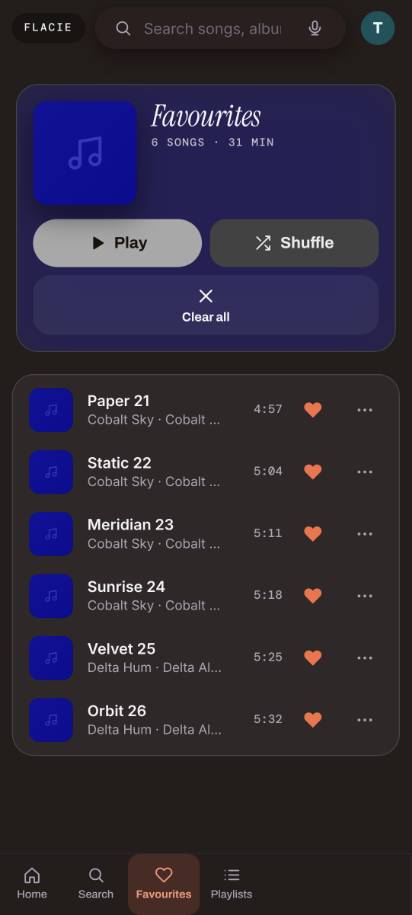 FLACIE
Search songs, albu
T
Favourites
6 SONGS · 31 MIN
Play
Shuffle
Clear all
Paper 21
Cobalt Sky · Cobalt ...
4:57
Static 22
Cobalt Sky · Cobalt ...
5:04
Meridian 23
Cobalt Sky · Cobalt ...
5:11
Sunrise 24
Cobalt Sky · Cobalt ...
5:18
Velvet 25
Delta Hum · Delta Al...
5:25
Orbit 26
Delta Hum · Delta Al...
5:32
Home
Search
Favourites
Playlists